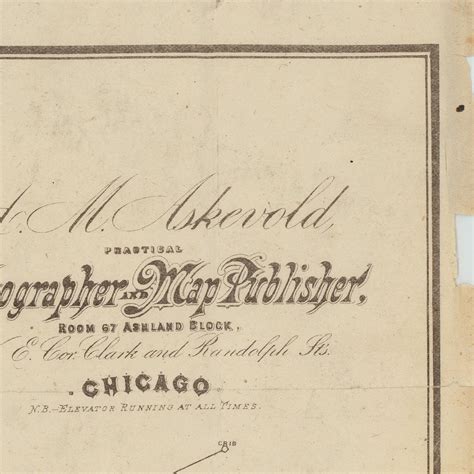 M. Askevold,
PRACTICAL
ographer AND Map Publisher,
ROOM 67 ASHLAND BLOCK,
E. Cor. Clark and Randolph Sts.
CHICAGO
N.B.—ELEVATOR RUNNING AT ALL TIMES.